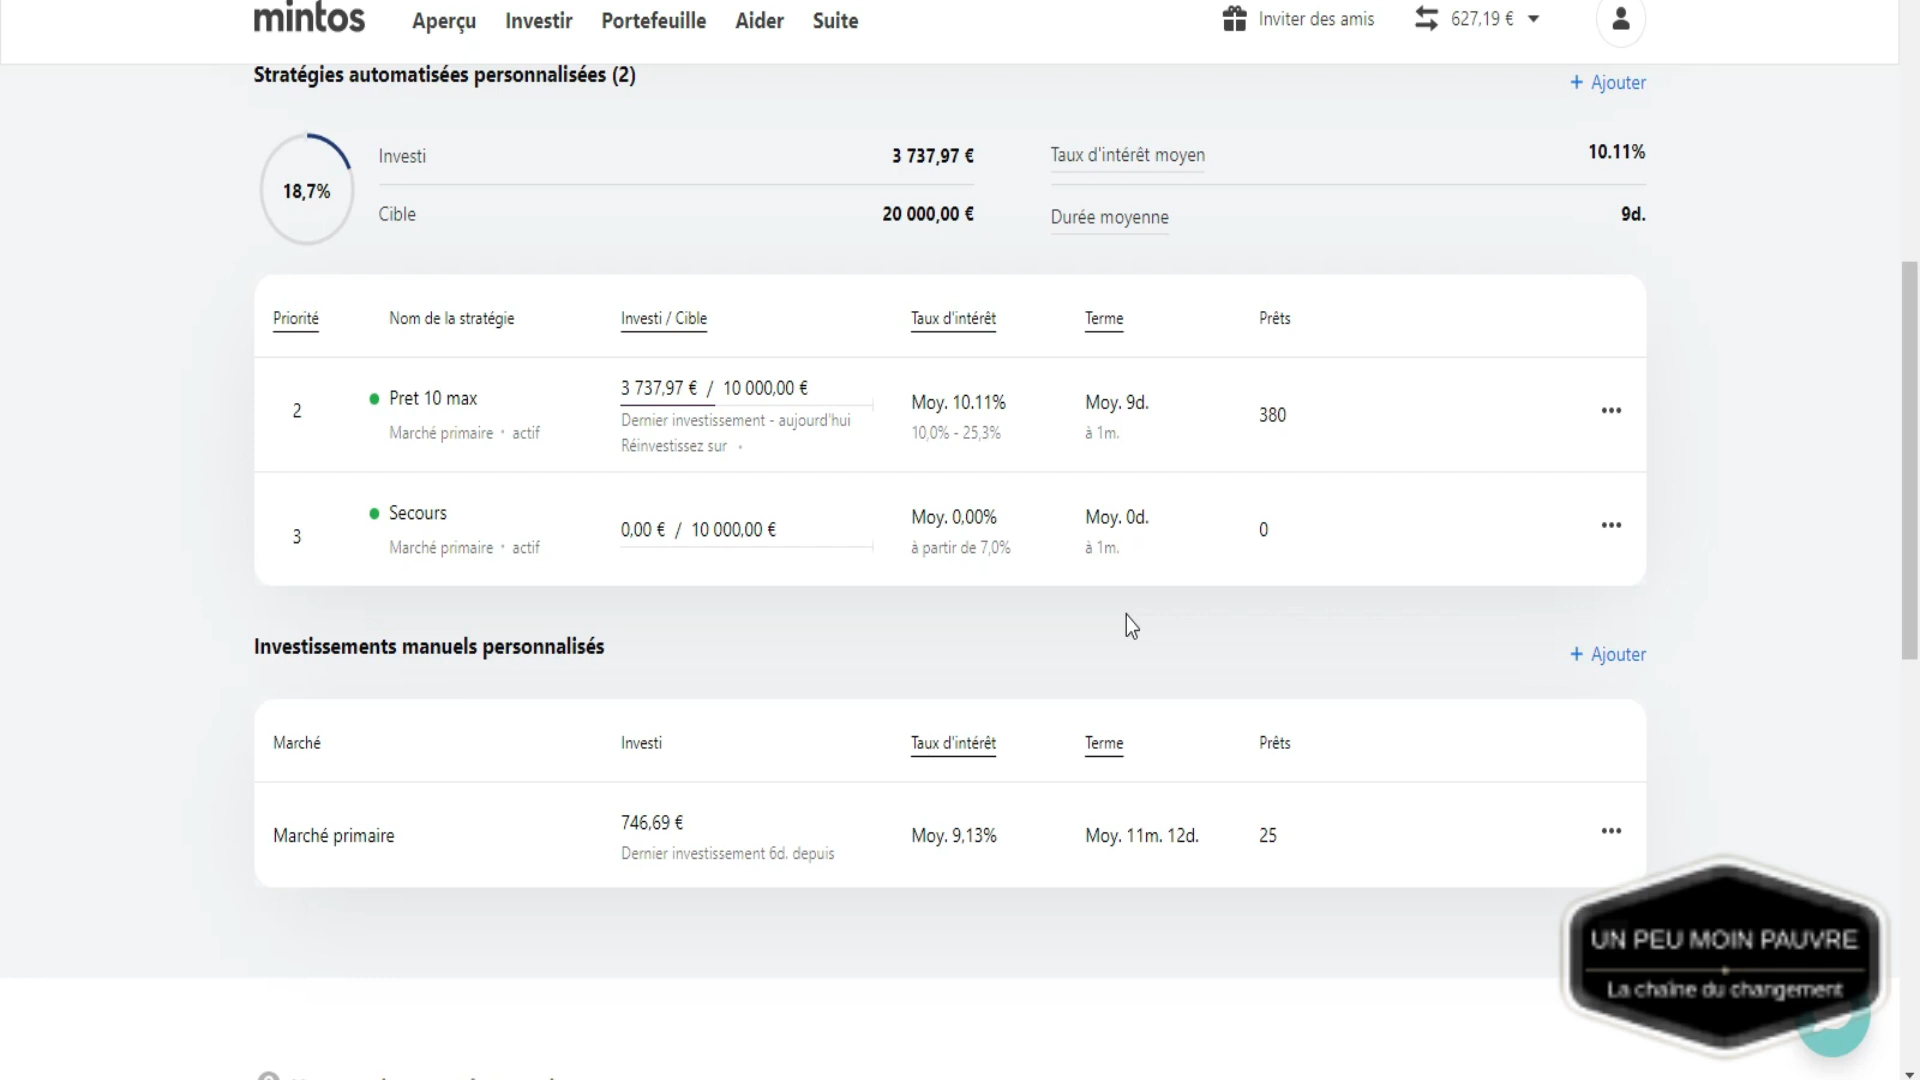 mintos Aperçu Investir Portefeuille Aider Suite Inviter des amis 627,19 €
Stratégies automatisées personnalisées (2) + Ajouter
18,7%
Investi 3 737,97 € Taux d'intérêt moyen 10.11%
Cible 20 000,00 € Durée moyenne 9d.
Priorité Nom de la stratégie Investi / Cible Taux d'intérêt Terme Prêts
2 Pret 10 max 3 737,97 € / 10 000,00 € Moy. 10.11% Moy. 9d. 380 •••
Marché primaire • actif Dernier investissement - aujourd'hui 10,0% - 25,3% à 1m.
Réinvestissez sur •
3 Secours 0,00 € / 10 000,00 € Moy. 0,00% Moy. 0d. 0 •••
Marché primaire • actif à partir de 7,0% à 1m.
Investissements manuels personnalisés + Ajouter
Marché Investi Taux d'intérêt Terme Prêts
Marché primaire 746,69 € Moy. 9,13% Moy. 11m. 12d. 25 •••
Dernier investissement 6d. depuis
UN PEU MOIN PAUVRE
La chaîne du changement